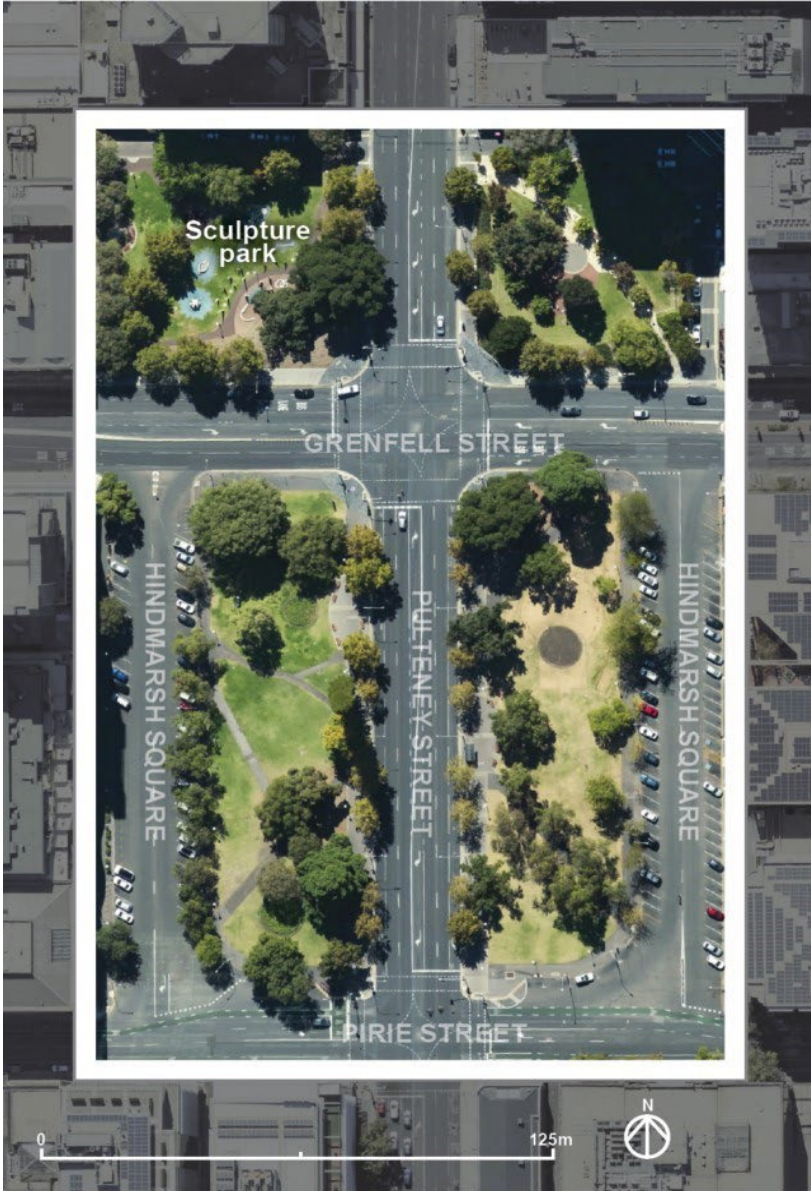 Sculpture
park
GRENFELL STREET
HINDMARSH SQUARE
PULTENEY STREET
HINDMARSH SQUARE
PIRIE STREET
0
125m
N